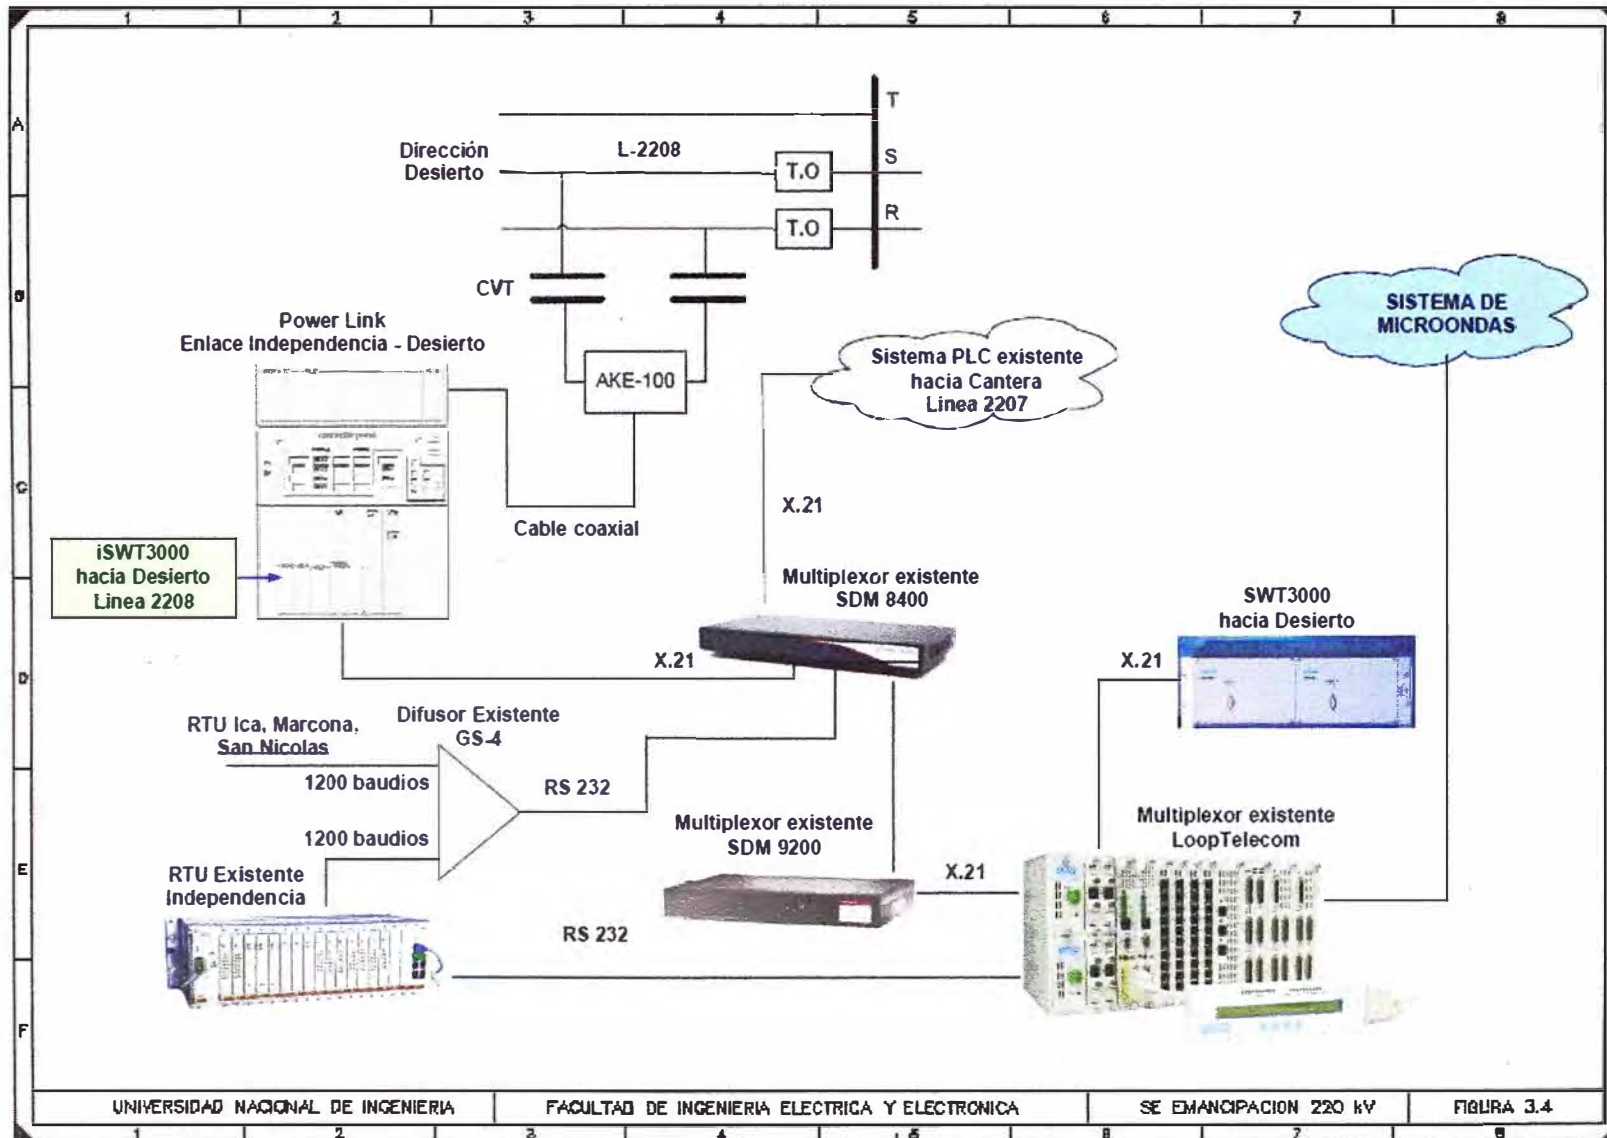 1 2 3 4 5 6 7 8
A
T
Dirección
Desierto
L-2208
T.O
S
T.O
R
CVT
Power Link
Enlace Independencia - Desierto
AKE-100
Sistema PLC existente
hacia Cantera
Linea 2207
SISTEMA DE
MICROONDAS
C
X.21
Cable coaxial
iSWT3000
hacia Desierto
Linea 2208
Multiplexor existente
SDM 8400
SWT3000
hacia Desierto
X.21
X.21
D
RTU Ica, Marcona,
San Nicolas
Difusor Existente
GS-4
1200 baudios
RS 232
1200 baudios
Multiplexor existente
SDM 9200
Multiplexor existente
LoopTelecom
E
RTU Existente
Independencia
X.21
RS 232
F
UNIVERSIDAD NACIONAL DE INGENIERIA
FACULTAD DE INGENIERIA ELECTRICA Y ELECTRONICA
SE EMANCIPACION 220 kV
FIGURA 3.4
1 2 3 4 5 6 7 8